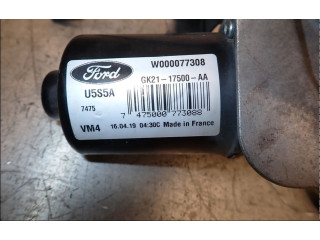 Ford
W000077308
GK21-17500-AA
U5S5A
7475
7 475000 773088
VM4 16.04.19 04:30C Made in France